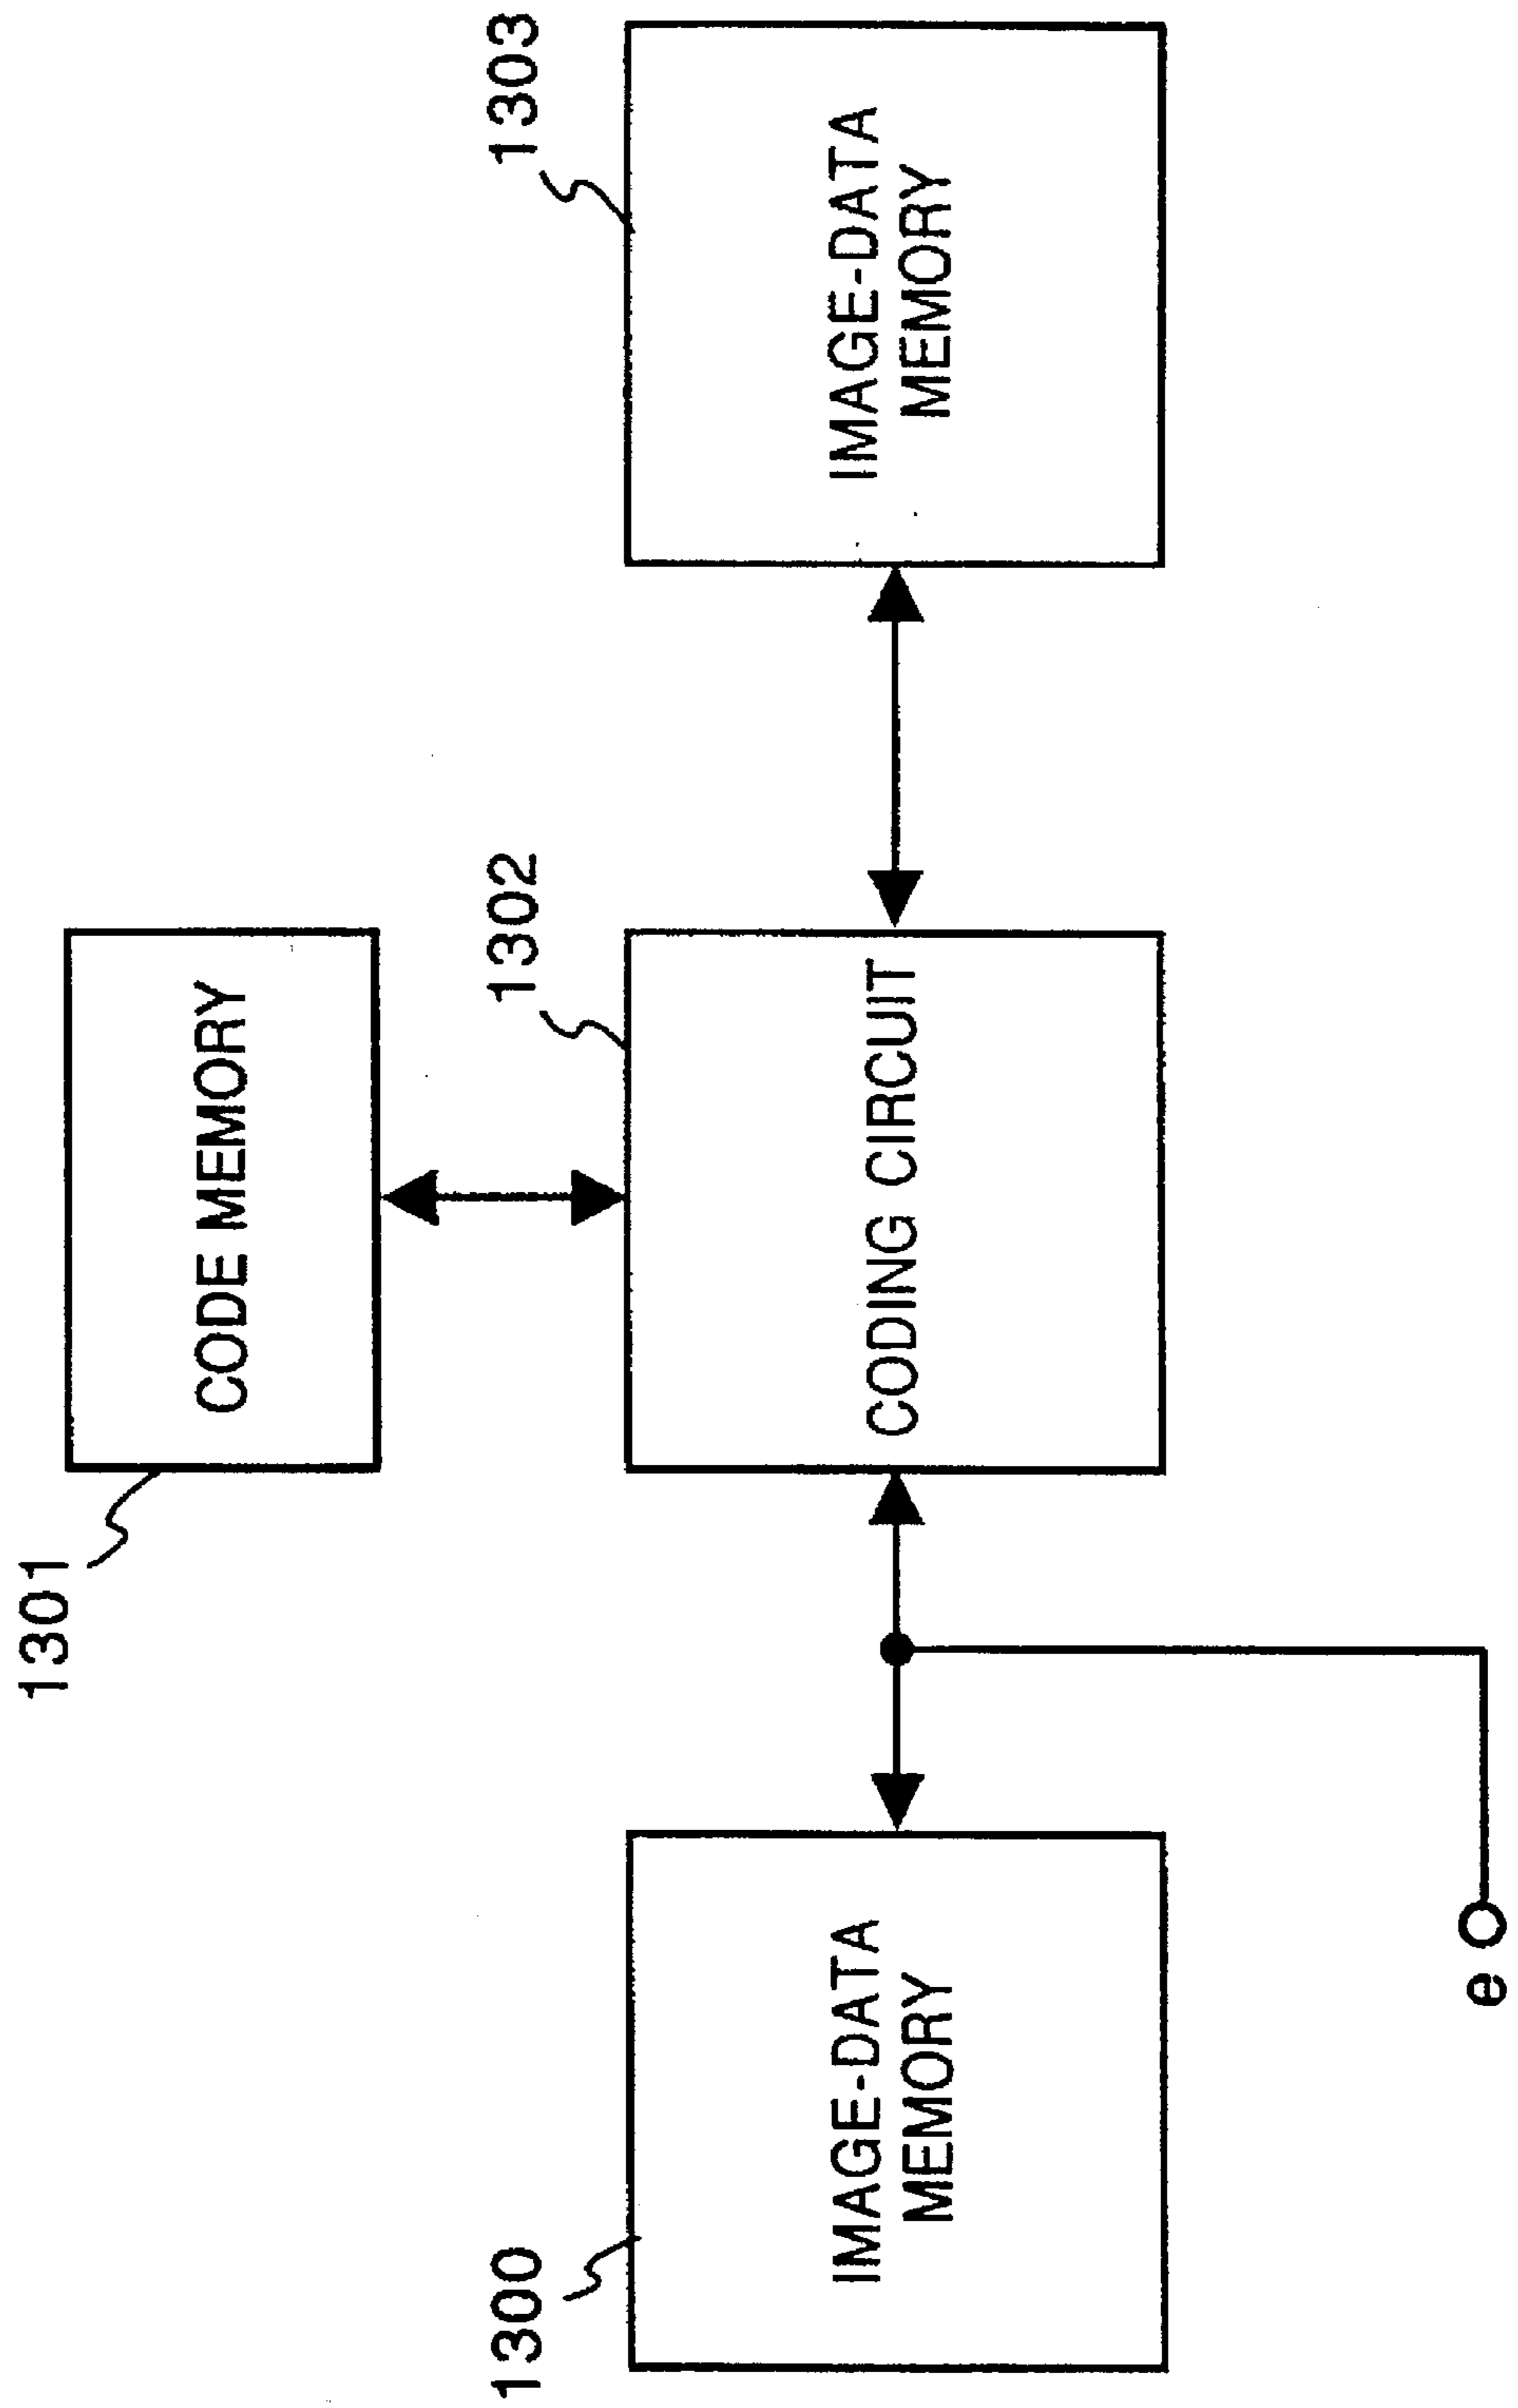 1301
CODE MEMORY
1300
1302
1303
IMAGE-DATA
MEMORY
CODING CIRCUIT
IMAGE-DATA
MEMORY
e